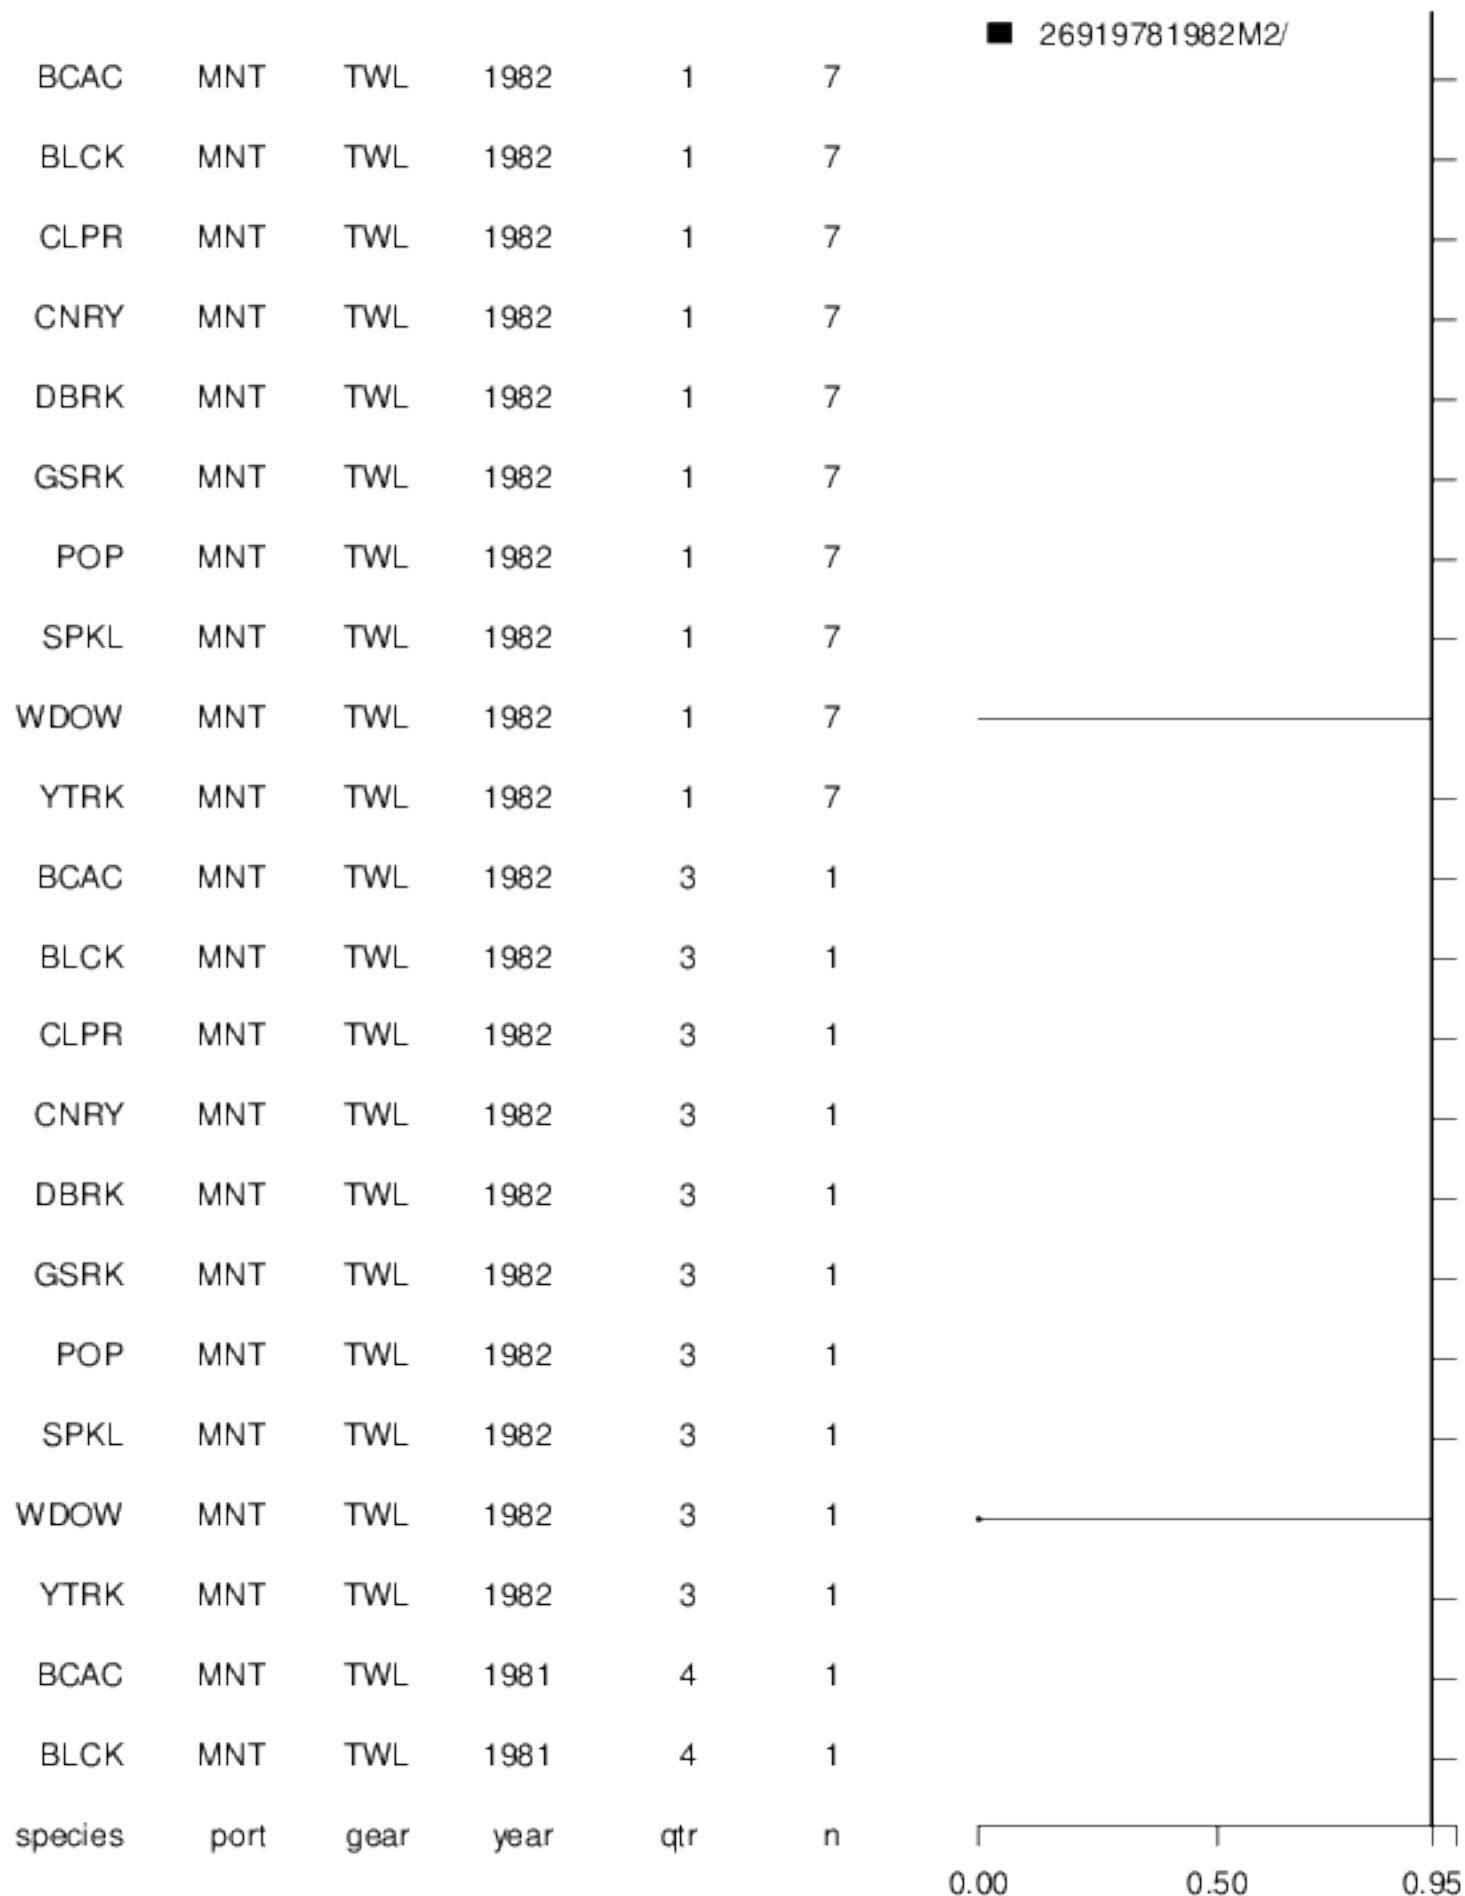 26919781982M2/
BCAC MNT TWL 1982 1 7
BLCK MNT TWL 1982 1 7
CLPR MNT TWL 1982 1 7
CNRY MNT TWL 1982 1 7
DBRK MNT TWL 1982 1 7
GSRK MNT TWL 1982 1 7
POP MNT TWL 1982 1 7
SPKL MNT TWL 1982 1 7
WDOW MNT TWL 1982 1 7
YTRK MNT TWL 1982 1 7
BCAC MNT TWL 1982 3 1
BLCK MNT TWL 1982 3 1
CLPR MNT TWL 1982 3 1
CNRY MNT TWL 1982 3 1
DBRK MNT TWL 1982 3 1
GSRK MNT TWL 1982 3 1
POP MNT TWL 1982 3 1
SPKL MNT TWL 1982 3 1
WDOW MNT TWL 1982 3 1
YTRK MNT TWL 1982 3 1
BCAC MNT TWL 1981 4 1
BLCK MNT TWL 1981 4 1
species port gear year qtr n
0.00 0.50 0.95